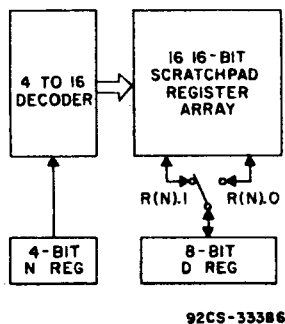 4 TO 16
DECODER
16 16-BIT
SCRATCHPAD
REGISTER
ARRAY
R(N).1
R(N).0
4-BIT
N REG
8-BIT
D REG
92CS-33386